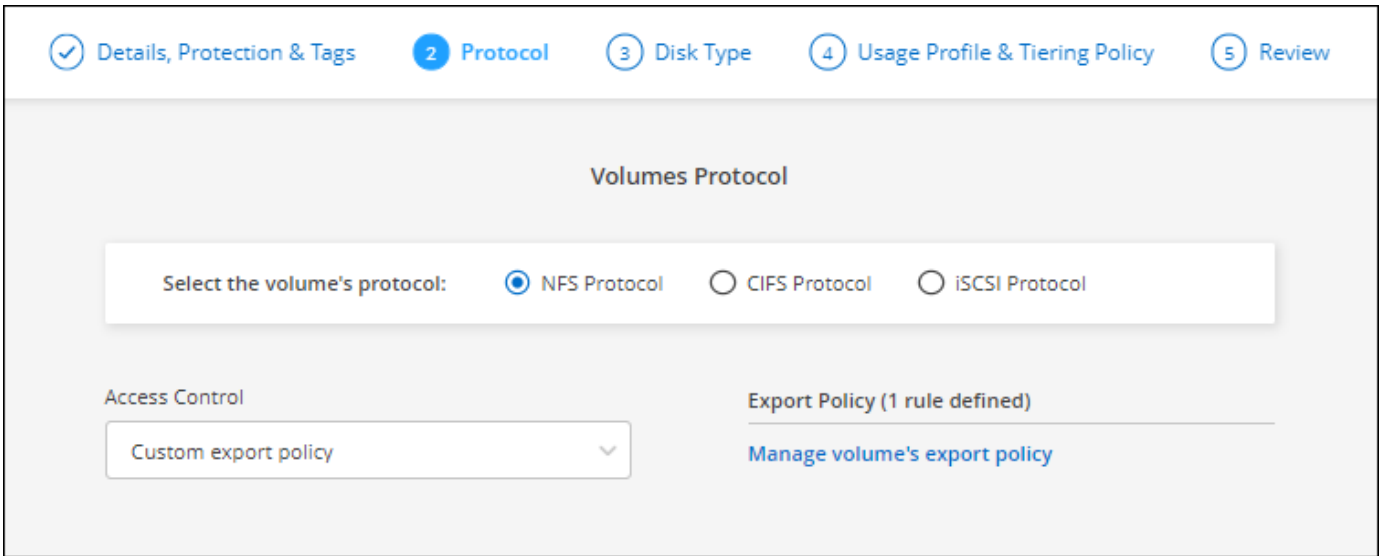 Details, Protection & Tags 2 Protocol 3 Disk Type 4 Usage Profile & Tiering Policy 5 Review
Volumes Protocol
Select the volume's protocol: NFS Protocol CIFS Protocol iSCSI Protocol
Access Control
Export Policy (1 rule defined)
Custom export policy
Manage volume's export policy